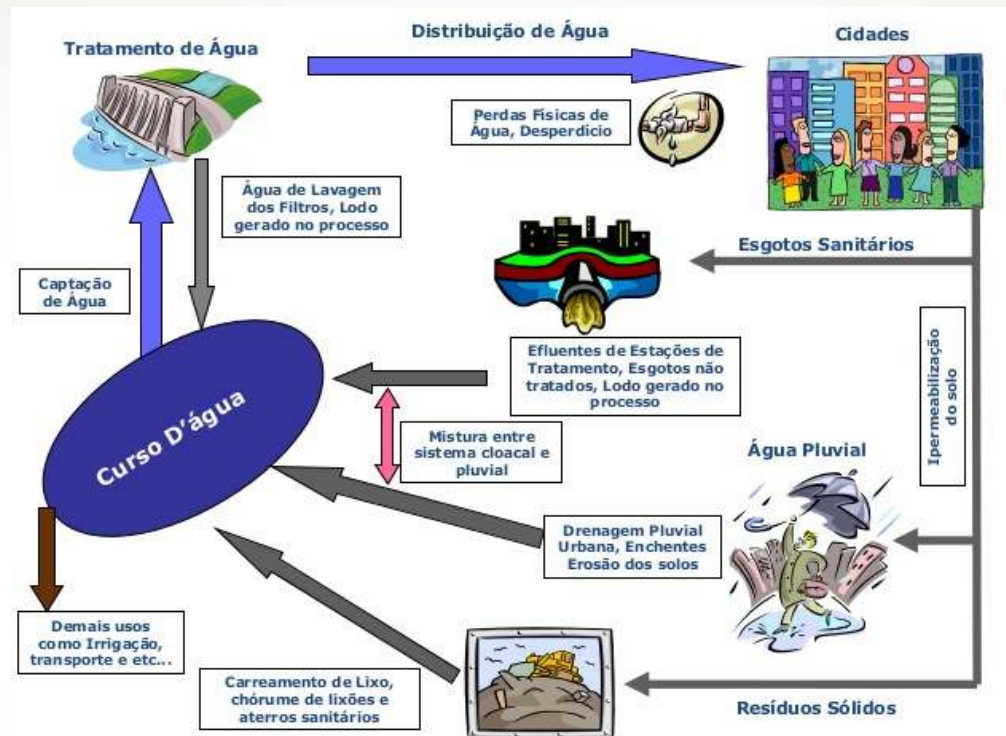 Tratamento de Água
Distribuição de Água
Cidades
Perdas Físicas de
Água, Desperdício
Água de Lavagem
dos Filtros, Lodo
gerado no processo
Captação
de Água
Esgotos Sanitários
Efluentes de Estações de
Tratamento, Esgotos não
tratados, Lodo gerado no
processo
Ipermeabilização
do solo
Curso D'água
Mistura entre
sistema cloacal e
pluvial
Água Pluvial
Drenagem Pluvial
Urbana, Enchentes
Erosão dos solos
Demais usos
como Irrigação,
transporte e etc...
Carreamento de Lixo,
chórume de lixões e
aterros sanitários
Resíduos Sólidos